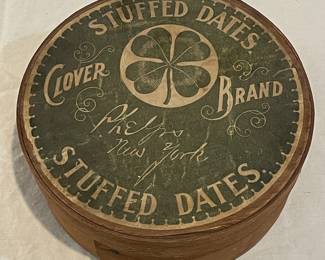 STUFFED DATES.
CLOVER BRAND
Phelps
New York
STUFFED DATES.